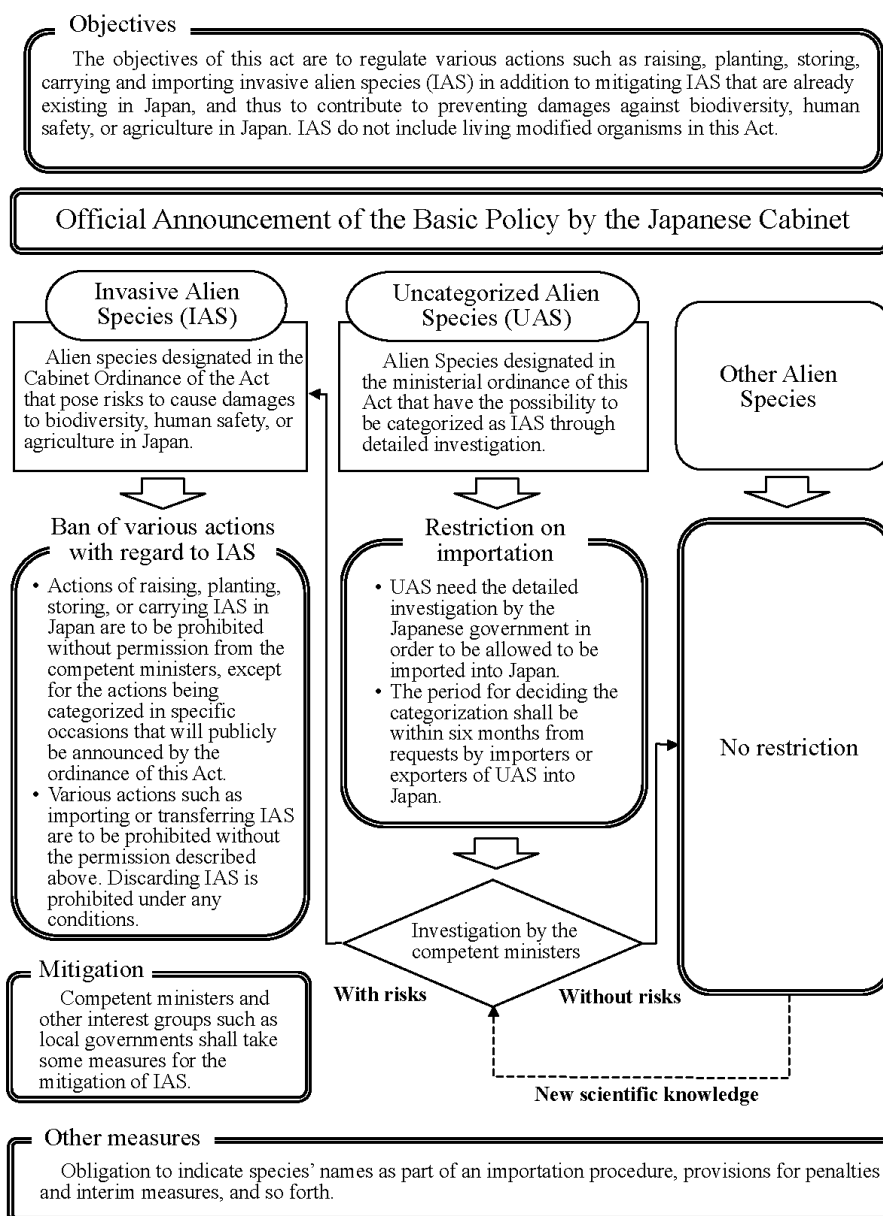 Objectives
The objectives of this act are to regulate various actions such as raising, planting, storing,
carrying and importing invasive alien species (IAS) in addition to mitigating IAS that are already
existing in Japan, and thus to contribute to preventing damages against biodiversity, human
safety, or agriculture in Japan. IAS do not include living modified organisms in this Act.
Official Announcement of the Basic Policy by the Japanese Cabinet
Invasive Alien
Species (IAS)
Alien species designated in the
Cabinet Ordinance of the Act
that pose risks to cause damages
to biodiversity, human safety, or
agriculture in Japan.
Ban of various actions
with regard to IAS
• Actions of raising, planting,
storing, or carrying IAS in
Japan are to be prohibited
without permission from the
competent ministers, except
for the actions being
categorized in specific
occasions that will publicly
be announced by the
ordinance of this Act.
• Various actions such as
importing or transferring IAS
are to be prohibited without
the permission described
above. Discarding IAS is
prohibited under any
conditions.
Mitigation
Competent ministers and
other interest groups such as
local governments shall take
some measures for the
mitigation of IAS.
Uncategorized Alien
Species (UAS)
Alien Species designated in
the ministerial ordinance of this
Act that have the possibility to
be categorized as IAS through
detailed investigation.
Restriction on
importation
• UAS need the detailed
investigation by the
Japanese government in
order to be allowed to be
imported into Japan.
• The period for deciding the
categorization shall be
within six months from
requests by importers or
exporters of UAS into
Japan.
Investigation by the
competent ministers
With risks
Without risks
Other Alien
Species
No restriction
New scientific knowledge
Other measures
Obligation to indicate species’ names as part of an importation procedure, provisions for penalties
and interim measures, and so forth.